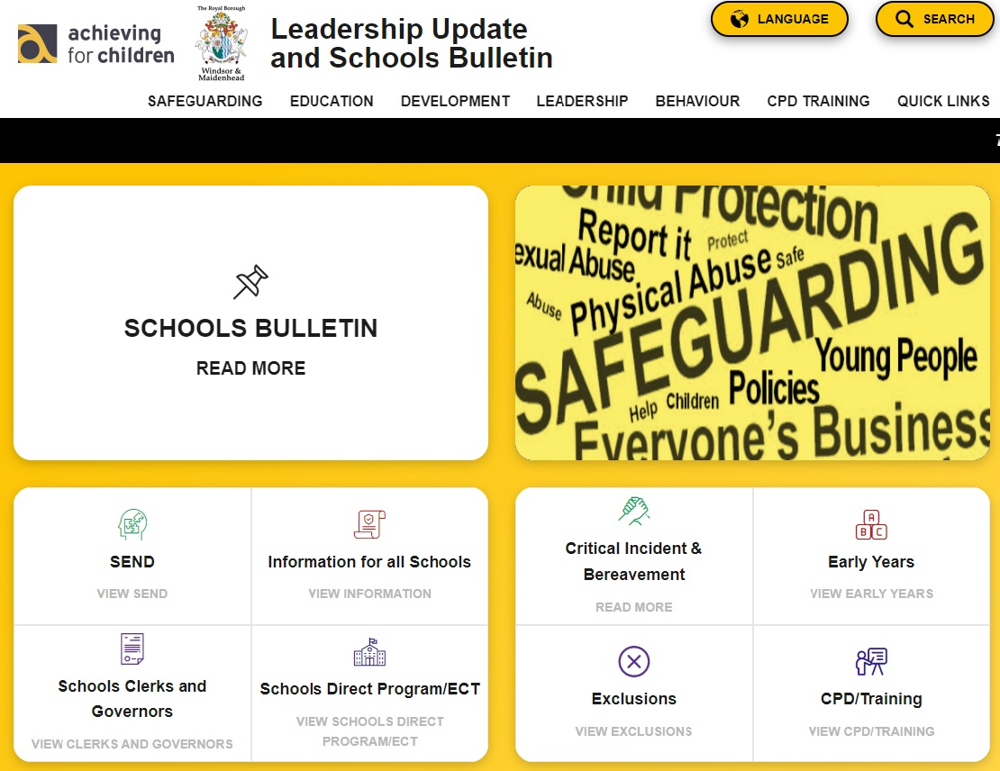 achieving
for children
The Royal Borough
Windsor &
Maidenhead
Leadership Update
and Schools Bulletin
LANGUAGE
SEARCH
SAFEGUARDING
EDUCATION
DEVELOPMENT
LEADERSHIP
BEHAVIOUR
CPD TRAINING
QUICK LINKS
SCHOOLS BULLETIN
READ MORE
Child Protection
Report it
Protect
exual Abuse
Physical Abuse
Safe
Abuse
SAFEGUARDING
Young People
Policies
Children
Help
Everyone's Business
SEND
VIEW SEND
Information for all Schools
VIEW INFORMATION
A
B C
Critical Incident &
Bereavement
READ MORE
Early Years
VIEW EARLY YEARS
Schools Clerks and
Governors
VIEW CLERKS AND GOVERNORS
Schools Direct Program/ECT
VIEW SCHOOLS DIRECT
PROGRAM/ECT
Exclusions
VIEW EXCLUSIONS
CPD/Training
VIEW CPD/TRAINING